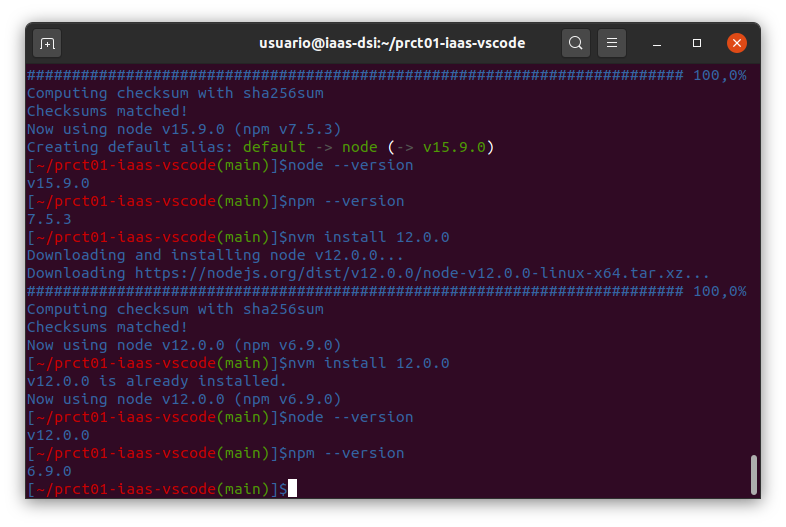 usuario@iaas-dsi:~/prct01-iaas-vscode
######################################################################### 100,0%
Computing checksum with sha256sum
Checksums matched!
Now using node v15.9.0 (npm v7.5.3)
Creating default alias: default -> node (-> v15.9.0)
[~/prct01-iaas-vscode(main)]$node --version
v15.9.0
[~/prct01-iaas-vscode(main)]$npm --version
7.5.3
[~/prct01-iaas-vscode(main)]$nvm install 12.0.0
Downloading and installing node v12.0.0...
Downloading https://nodejs.org/dist/v12.0.0/node-v12.0.0-linux-x64.tar.xz...
######################################################################### 100,0%
Computing checksum with sha256sum
Checksums matched!
Now using node v12.0.0 (npm v6.9.0)
[~/prct01-iaas-vscode(main)]$nvm install 12.0.0
v12.0.0 is already installed.
Now using node v12.0.0 (npm v6.9.0)
[~/prct01-iaas-vscode(main)]$node --version
v12.0.0
[~/prct01-iaas-vscode(main)]$npm --version
6.9.0
[~/prct01-iaas-vscode(main)]$